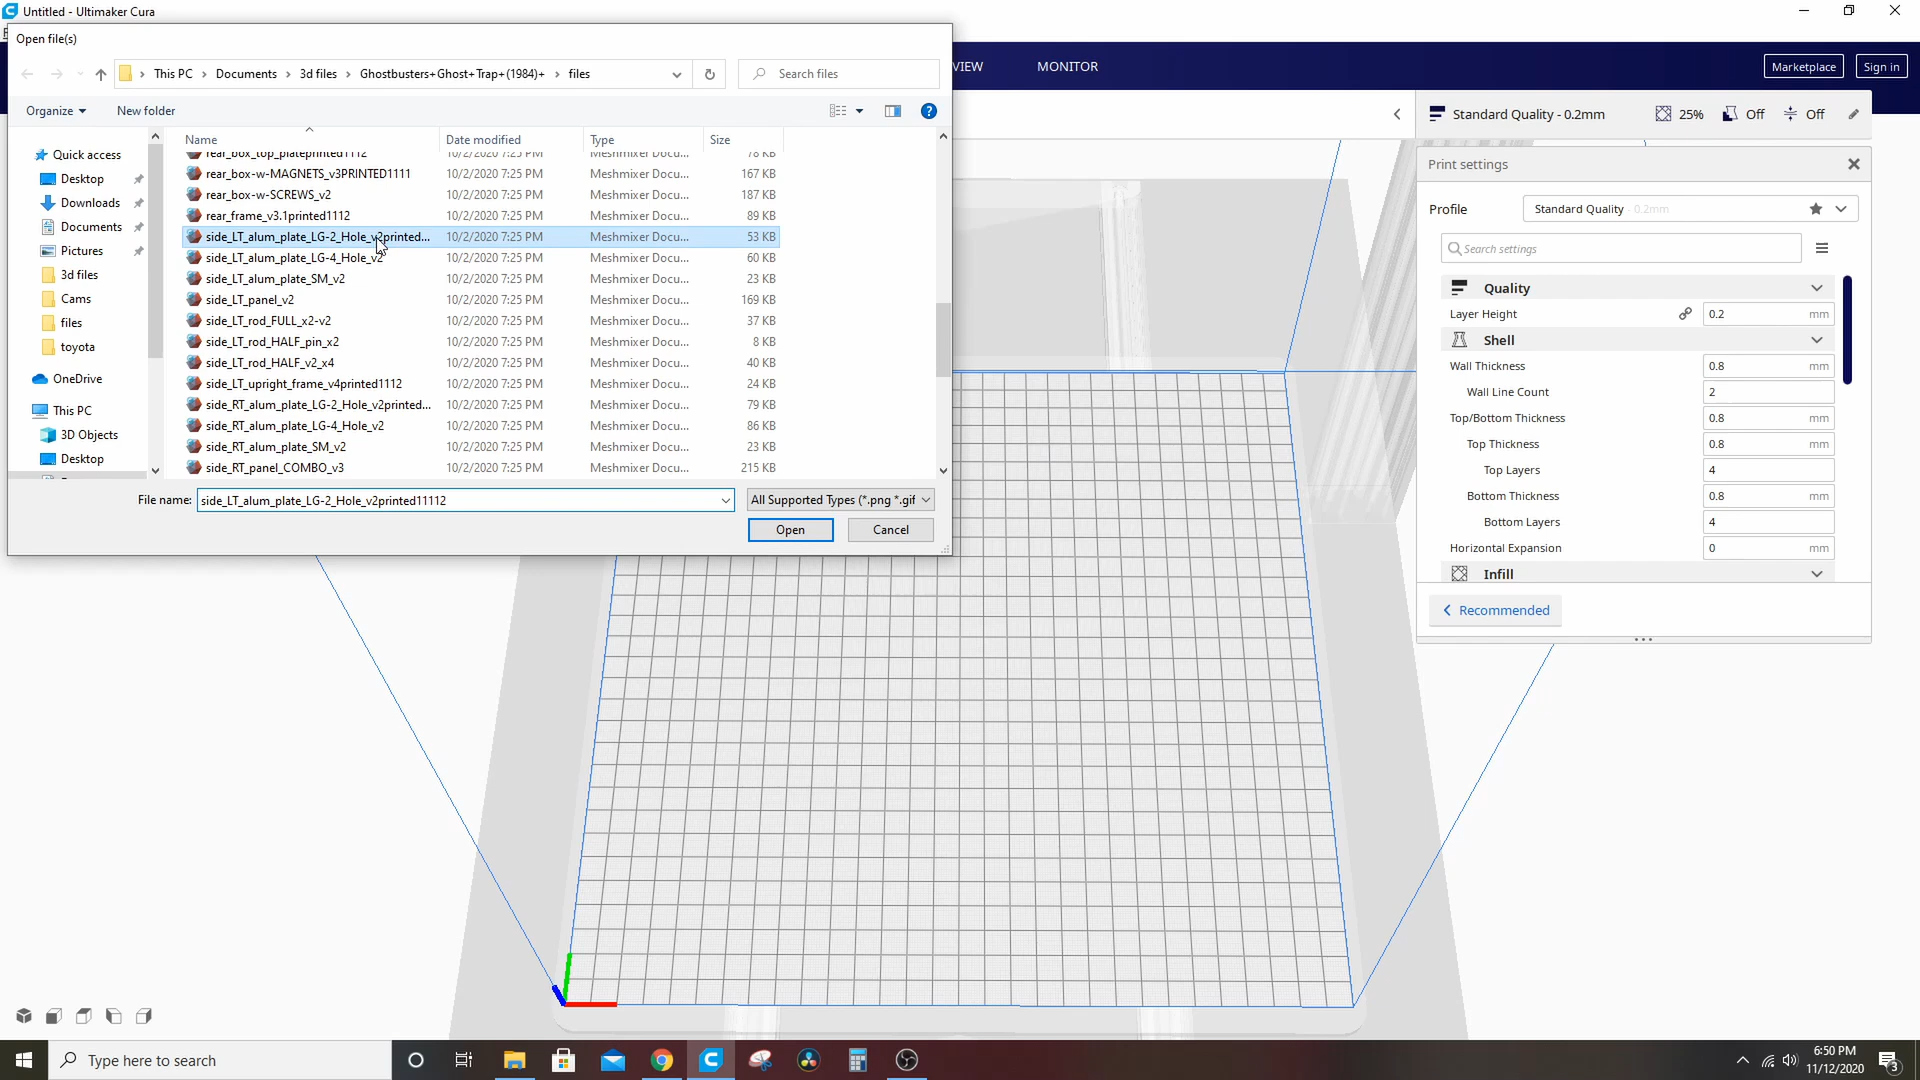 Untitled - Ultimaker Cura
Open file(s)
This PC > Documents > 3d files > Ghostbusters+Ghost+Trap+(1984)+ > files
Search files
VIEW
MONITOR
Marketplace
Sign in
Organize
New folder
Standard Quality - 0.2mm
25%
Off
Off
Name
Date modified
Type
Size
rear_box_top_plateprinted1112 10/2/2020 7:25 PM Meshmixer Docu... 78 KB
rear_box-w-MAGNETS_v3PRINTED1111 10/2/2020 7:25 PM Meshmixer Docu... 167 KB
rear_box-w-SCREWS_v2 10/2/2020 7:25 PM Meshmixer Docu... 187 KB
rear_frame_v3.1printed1112 10/2/2020 7:25 PM Meshmixer Docu... 89 KB
side_LT_alum_plate_LG-2_Hole_v2printed... 10/2/2020 7:25 PM Meshmixer Docu... 53 KB
side_LT_alum_plate_LG-4_Hole_v2 10/2/2020 7:25 PM Meshmixer Docu... 60 KB
side_LT_alum_plate_SM_v2 10/2/2020 7:25 PM Meshmixer Docu... 23 KB
side_LT_panel_v2 10/2/2020 7:25 PM Meshmixer Docu... 169 KB
side_LT_rod_FULL_x2-v2 10/2/2020 7:25 PM Meshmixer Docu... 37 KB
side_LT_rod_HALF_pin_x2 10/2/2020 7:25 PM Meshmixer Docu... 8 KB
side_LT_rod_HALF_v2_x4 10/2/2020 7:25 PM Meshmixer Docu... 40 KB
side_LT_upright_frame_v4printed1112 10/2/2020 7:25 PM Meshmixer Docu... 24 KB
side_RT_alum_plate_LG-2_Hole_v2printed... 10/2/2020 7:25 PM Meshmixer Docu... 79 KB
side_RT_alum_plate_LG-4_Hole_v2 10/2/2020 7:25 PM Meshmixer Docu... 86 KB
side_RT_alum_plate_SM_v2 10/2/2020 7:25 PM Meshmixer Docu... 23 KB
side_RT_panel_COMBO_v3 10/2/2020 7:25 PM Meshmixer Docu... 215 KB
Quick access
Desktop
Downloads
Documents
Pictures
3d files
Cams
files
toyota
OneDrive
This PC
3D Objects
Desktop
File name: side_LT_alum_plate_LG-2_Hole_v2printed11112
All Supported Types (*.png *.gif
Open
Cancel
Print settings
Profile
Standard Quality - 0.2mm
Search settings
Quality
Layer Height 0.2 mm
Shell
Wall Thickness 0.8 mm
Wall Line Count 2
Top/Bottom Thickness 0.8 mm
Top Thickness 0.8 mm
Top Layers 4
Bottom Thickness 0.8 mm
Bottom Layers 4
Horizontal Expansion 0 mm
Infill
Recommended
Type here to search
6:50 PM
11/12/2020
3